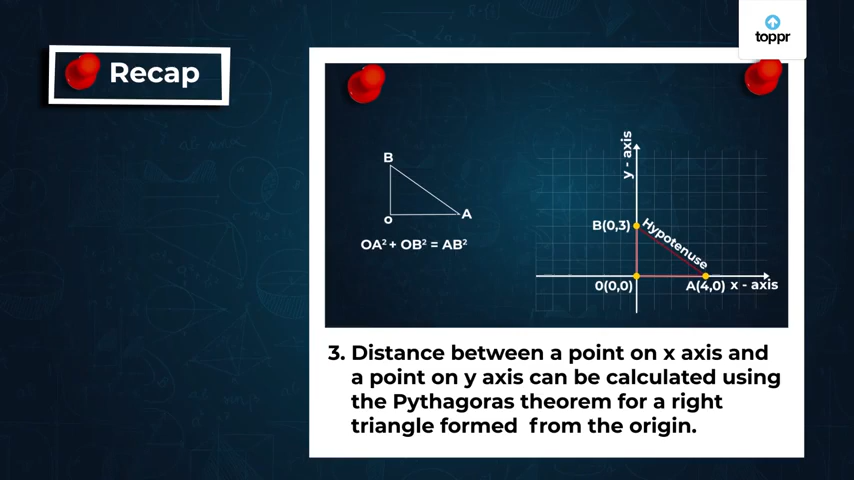 toppr
Recap
B
o
A
OA² + OB² = AB²
y - axis
B(0,3)
Hypotenuse
0(0,0)
A(4,0)
x - axis
3. Distance between a point on x axis and
a point on y axis can be calculated using
the Pythagoras theorem for a right
triangle formed from the origin.